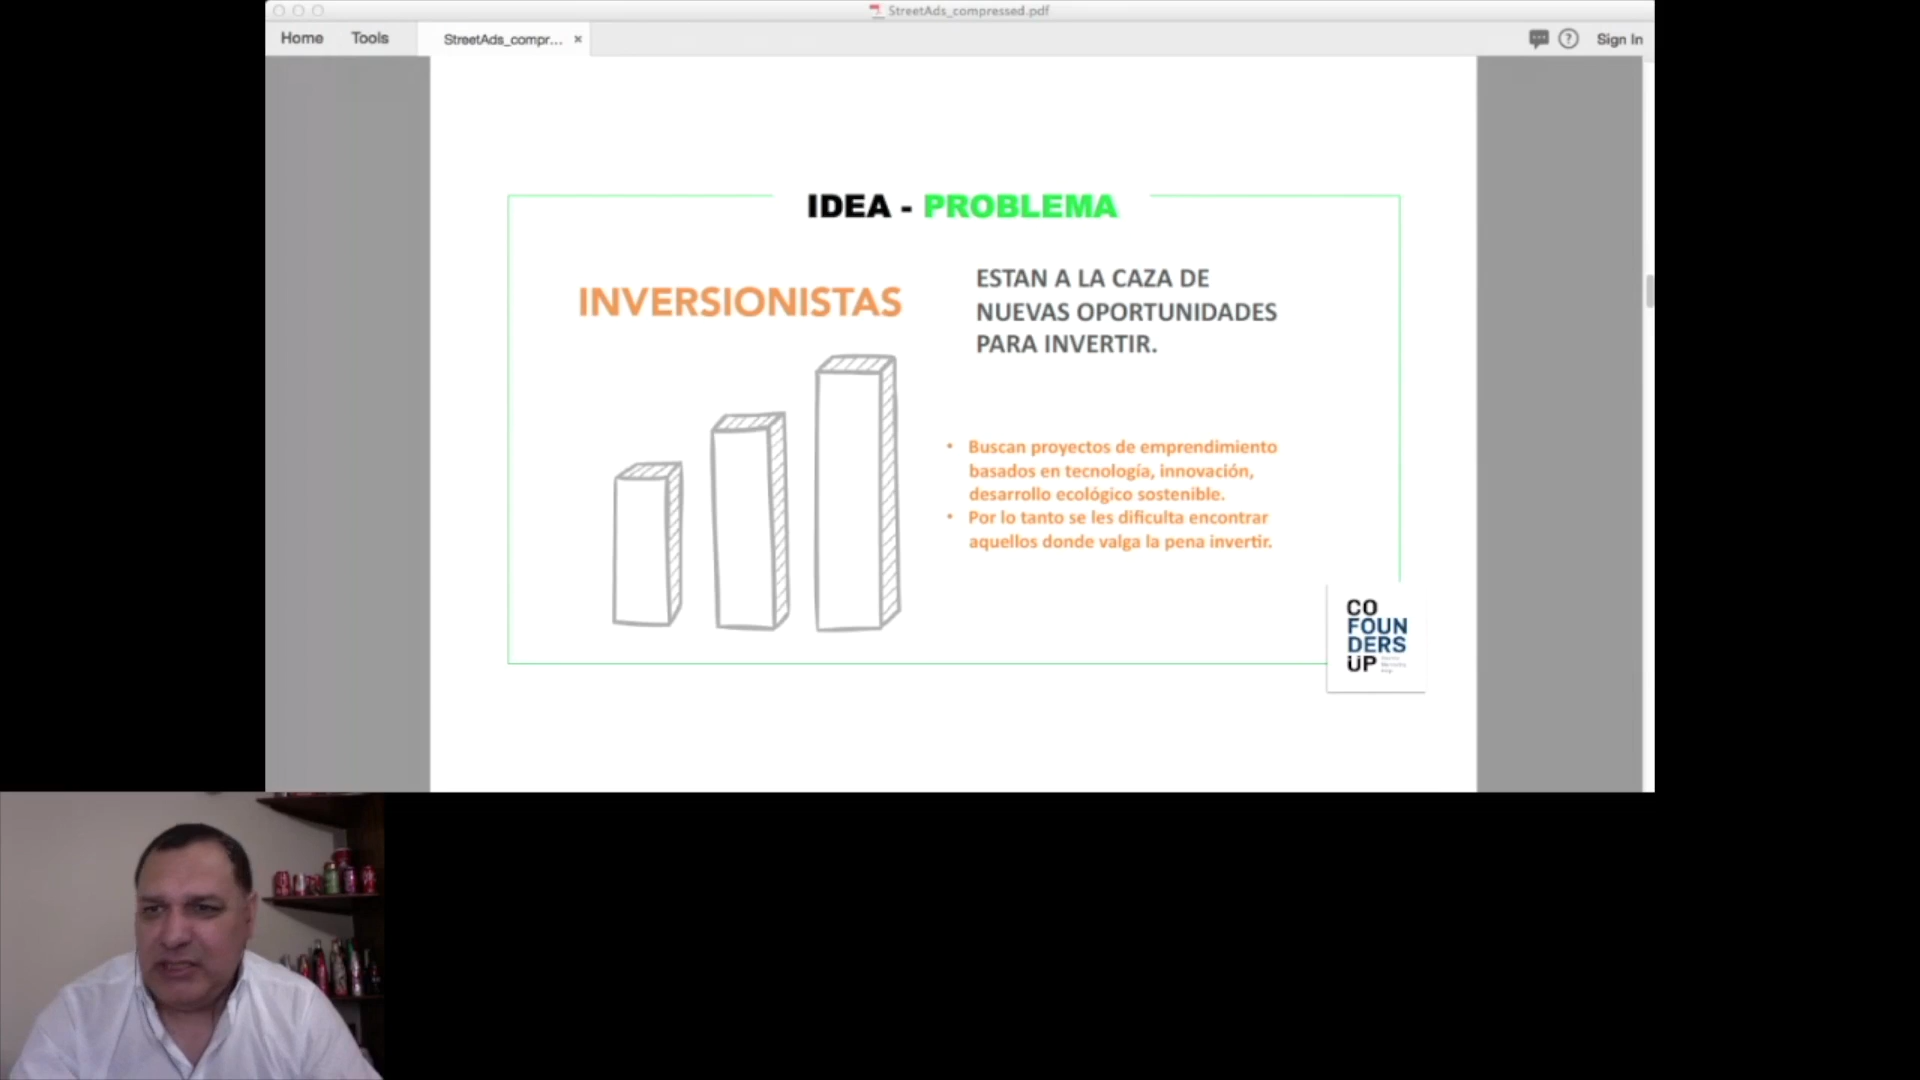 StreetAds_compressed.pdf
Home Tools StreetAds_compr... × ? Sign In
IDEA - PROBLEMA
INVERSIONISTAS
ESTAN A LA CAZA DE
NUEVAS OPORTUNIDADES
PARA INVERTIR.
• Buscan proyectos de emprendimiento
basados en tecnología, innovación,
desarrollo ecológico sostenible.
• Por lo tanto se les dificulta encontrar
aquellos donde valga la pena invertir.
CO
FOUN
DERS
UP